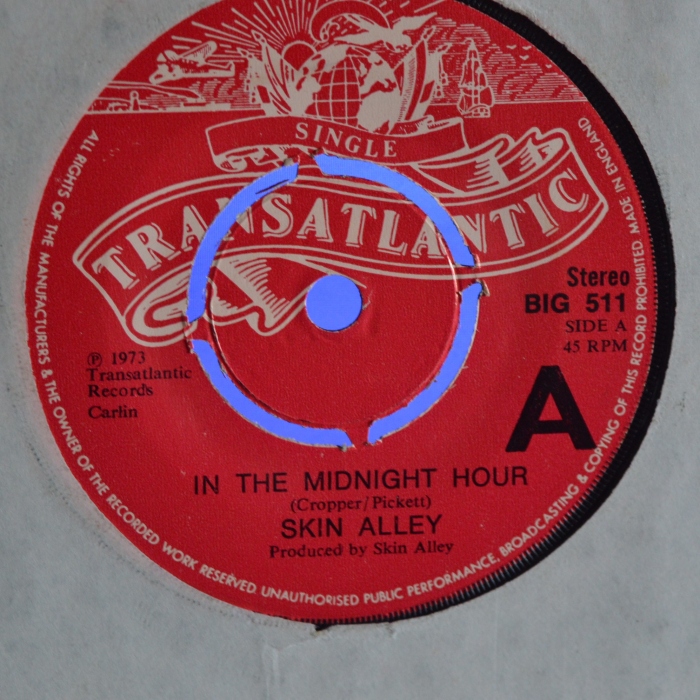 SINGLE
TRANSATLANTIC
Stereo
BIG 511
SIDE A
45 RPM
℗ 1973
Transatlantic
Records
Carlin
A
IN THE MIDNIGHT HOUR
(Cropper/Pickett)
SKIN ALLEY
Produced by Skin Alley
ALL RIGHTS OF THE MANUFACTURERS & THE OWNER OF THE RECORDED WORK RESERVED. UNAUTHORISED PUBLIC PERFORMANCE, BROADCASTING & COPYING OF THIS RECORD PROHIBITED. MADE IN ENGLAND